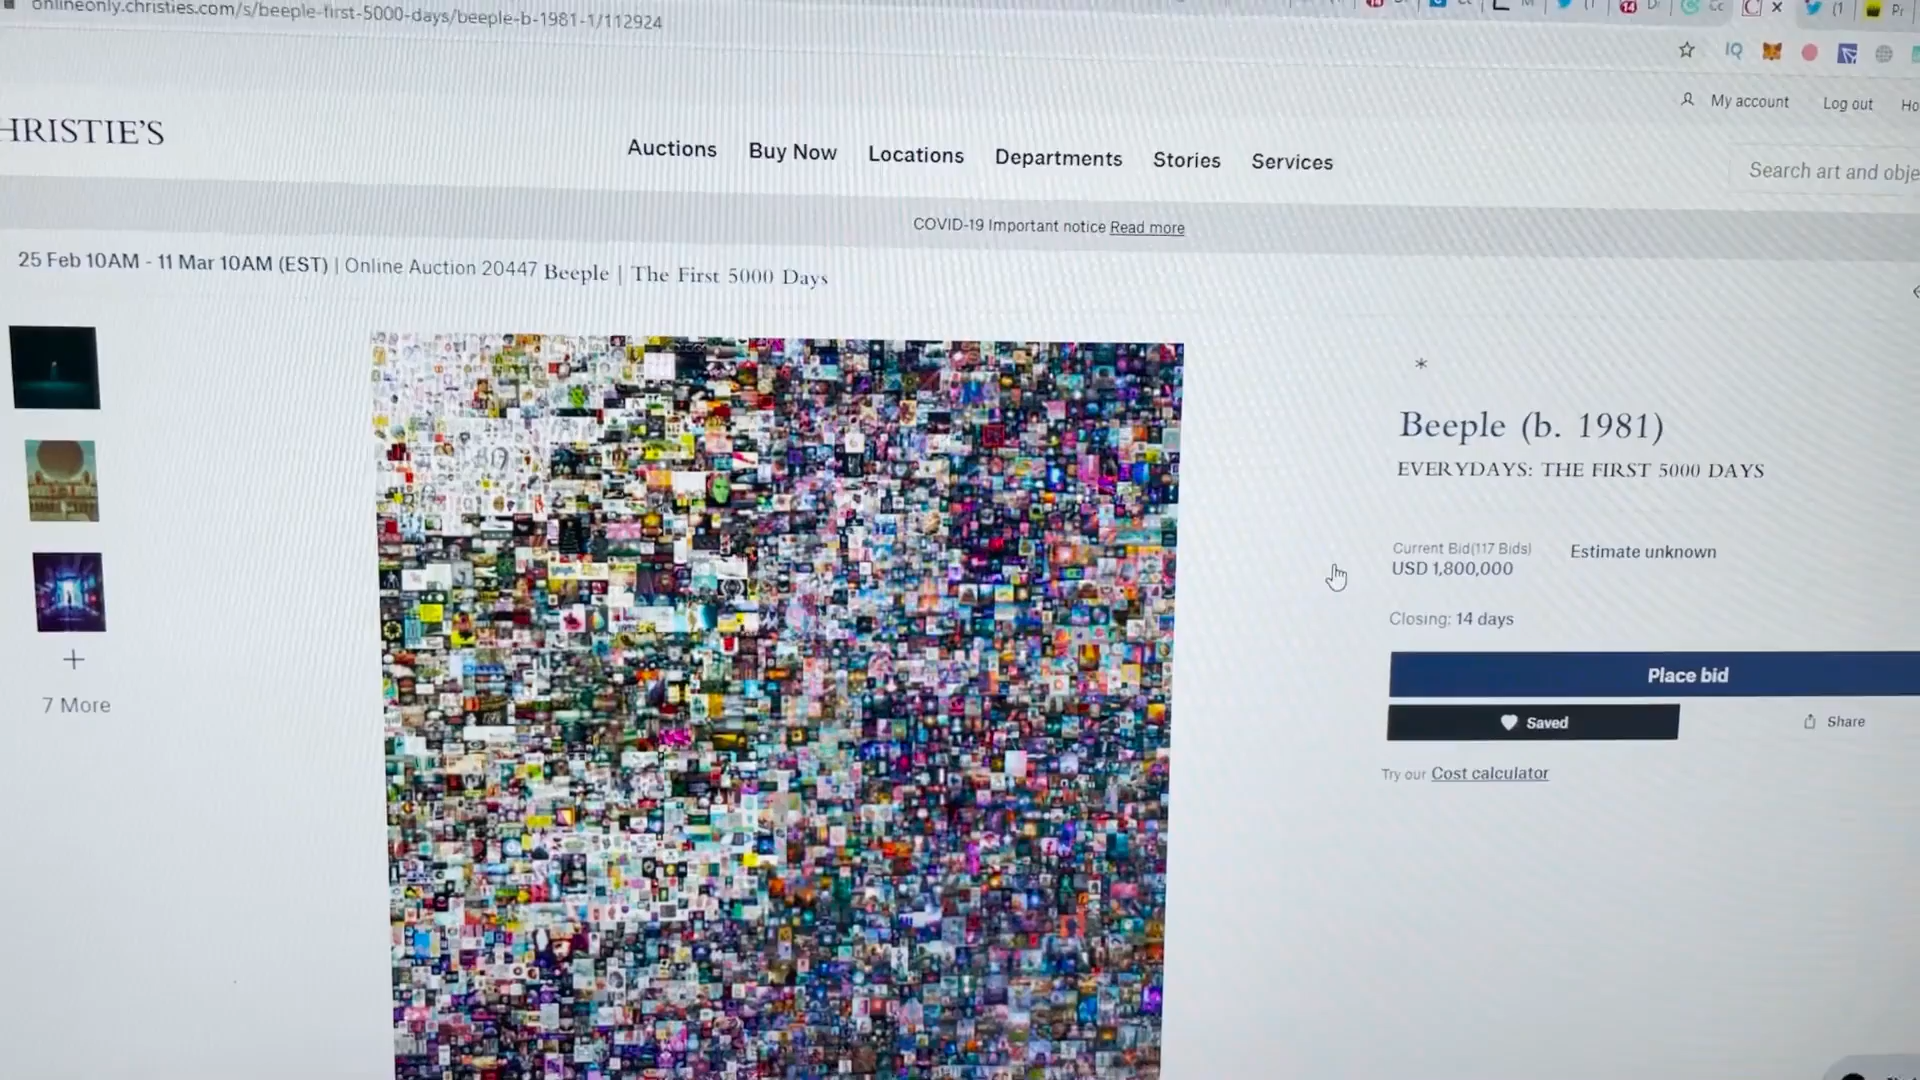 onlineonly.christies.com/s/beeple-first-5000-days/beeple-b-1981-1/112924
IQ
My account
Log out
HRISTIE'S
Auctions
Buy Now
Locations
Departments
Stories
Services
Search art and obje
COVID-19 Important notice Read more
25 Feb 10AM - 11 Mar 10AM (EST) | Online Auction 20447 Beeple | The First 5000 Days
*
Beeple (b. 1981)
EVERYDAYS: THE FIRST 5000 DAYS
Current Bid(117 Bids)
USD 1,800,000
Estimate unknown
Closing: 14 days
Place bid
Saved
Share
Try our Cost calculator
+
7 More